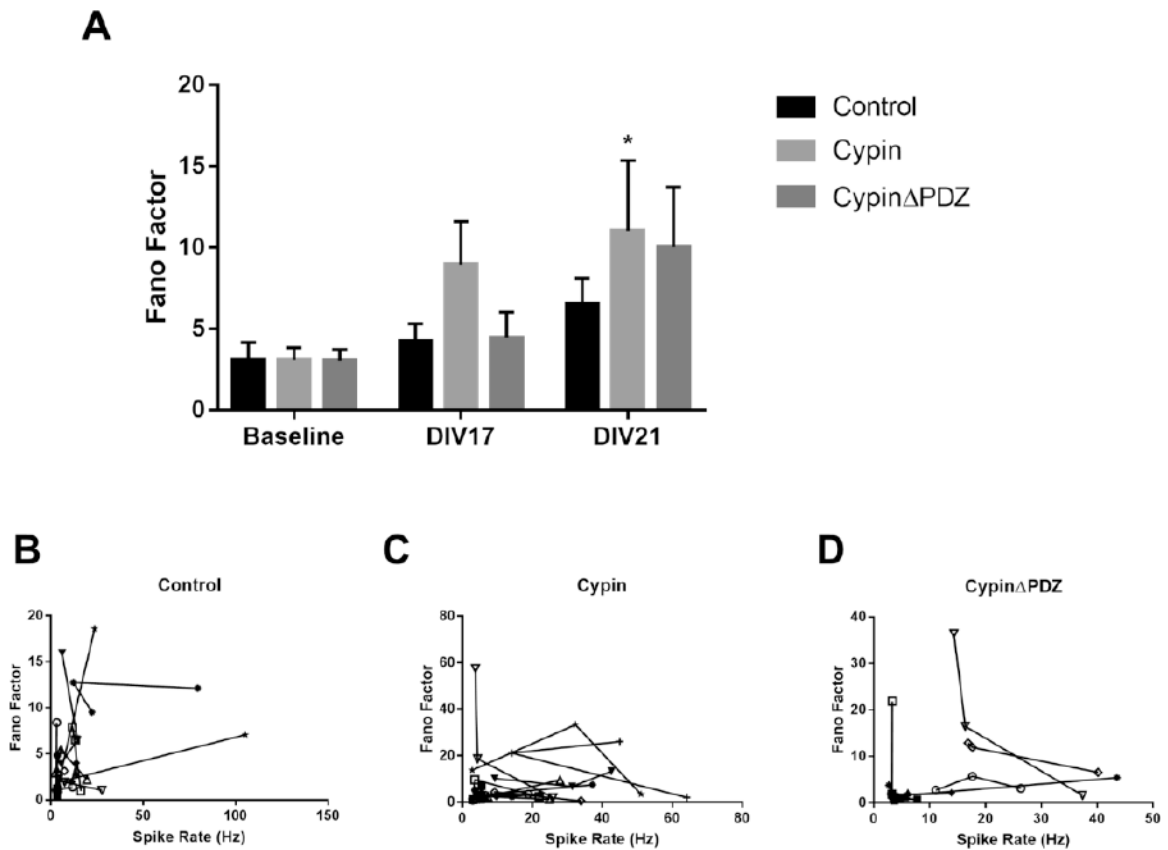 A
20
15
10
5
0
Fano Factor
*
Baseline
DIV17
DIV21
Control
Cypin
CypinΔPDZ
B
Control
20
15
10
5
0
Fano Factor
0
50
100
150
Spike Rate (Hz)
C
Cypin
80
60
40
20
0
Fano Factor
0
20
40
60
80
Spike Rate (Hz)
D
CypinΔPDZ
40
30
20
10
0
Fano Factor
0
10
20
30
40
50
Spike Rate (Hz)